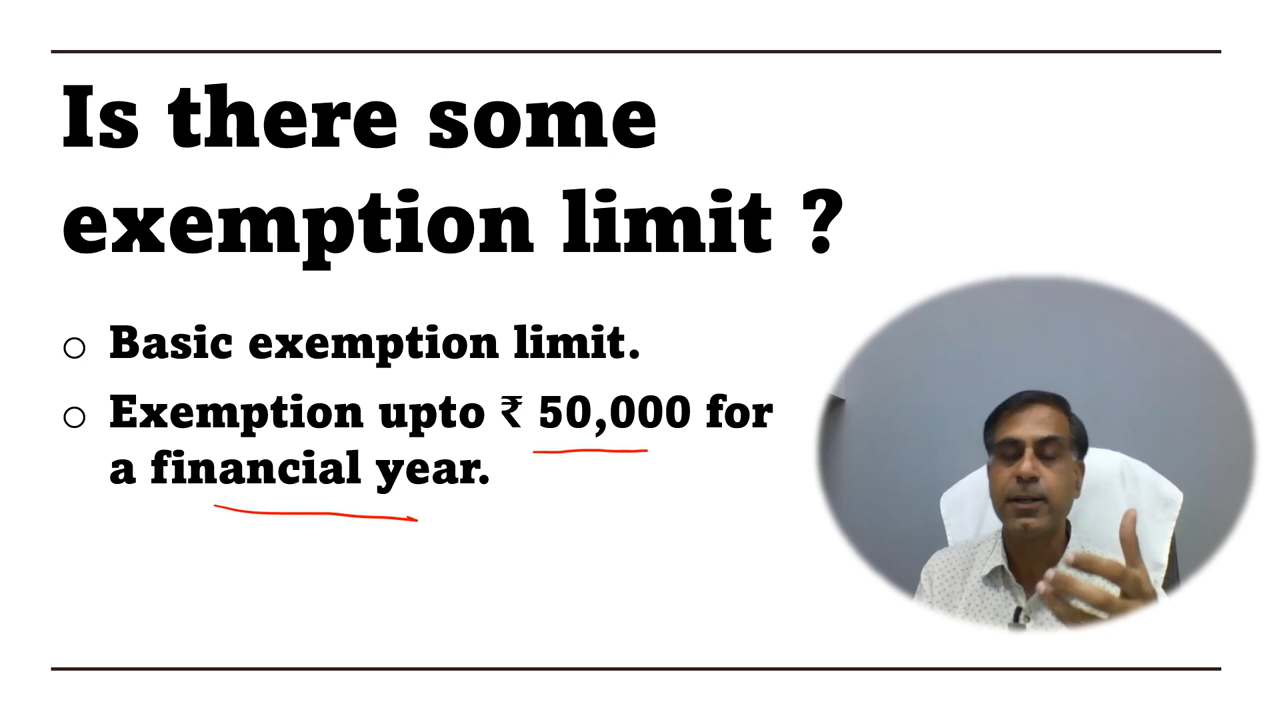 Is there some
exemption limit ?
Basic exemption limit.
Exemption upto ₹ 50,000 for
a financial year.